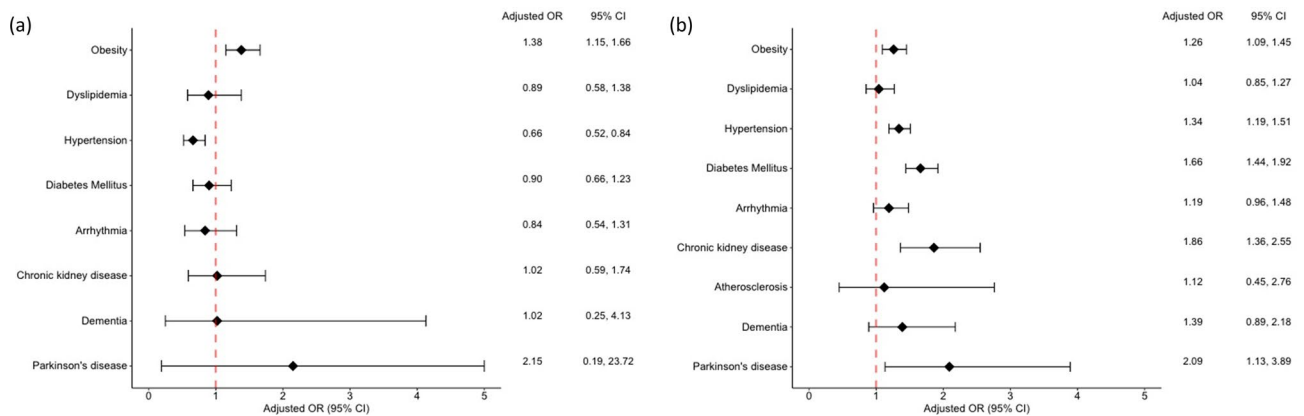 (a)
Adjusted OR 95% CI
Obesity 1.38 1.15, 1.66
Dyslipidemia 0.89 0.58, 1.38
Hypertension 0.66 0.52, 0.84
Diabetes Mellitus 0.90 0.66, 1.23
Arrhythmia 0.84 0.54, 1.31
Chronic kidney disease 1.02 0.59, 1.74
Dementia 1.02 0.25, 4.13
Parkinson's disease 2.15 0.19, 23.72
0 1 2 3 4 5
Adjusted OR (95% CI)
(b)
Adjusted OR 95% CI
Obesity 1.26 1.09, 1.45
Dyslipidemia 1.04 0.85, 1.27
Hypertension 1.34 1.19, 1.51
Diabetes Mellitus 1.66 1.44, 1.92
Arrhythmia 1.19 0.96, 1.48
Chronic kidney disease 1.86 1.36, 2.55
Atherosclerosis 1.12 0.45, 2.76
Dementia 1.39 0.89, 2.18
Parkinson's disease 2.09 1.13, 3.89
0 1 2 3 4 5
Adjusted OR (95% CI)